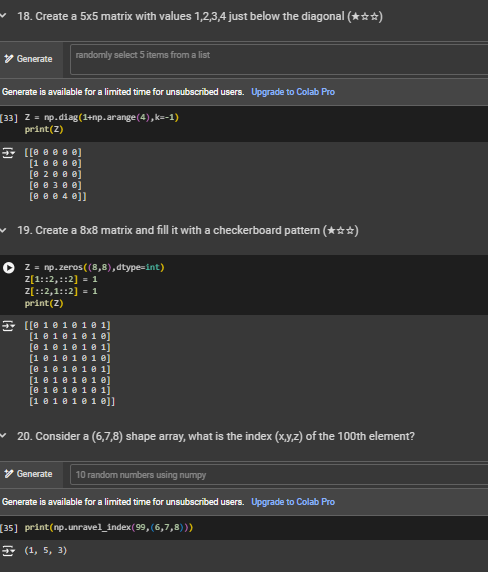 18. Create a 5x5 matrix with values 1,2,3,4 just below the diagonal (★☆☆)
Generate randomly select 5 items from a list
Generate is available for a limited time for unsubscribed users. Upgrade to Colab Pro
[33] Z = np.diag(1+np.arange(4),k=-1)
print(Z)
[[0 0 0 0 0]
[1 0 0 0 0]
[0 2 0 0 0]
[0 0 3 0 0]
[0 0 0 4 0]]
19. Create a 8x8 matrix and fill it with a checkerboard pattern (★☆☆)
Z = np.zeros((8,8),dtype=int)
Z[1::2,::2] = 1
Z[::2,1::2] = 1
print(Z)
[[0 1 0 1 0 1 0 1]
[1 0 1 0 1 0 1 0]
[0 1 0 1 0 1 0 1]
[1 0 1 0 1 0 1 0]
[0 1 0 1 0 1 0 1]
[1 0 1 0 1 0 1 0]
[0 1 0 1 0 1 0 1]
[1 0 1 0 1 0 1 0]]
20. Consider a (6,7,8) shape array, what is the index (x,y,z) of the 100th element?
Generate 10 random numbers using numpy
Generate is available for a limited time for unsubscribed users. Upgrade to Colab Pro
[35] print(np.unravel_index(99,(6,7,8)))
(1, 5, 3)